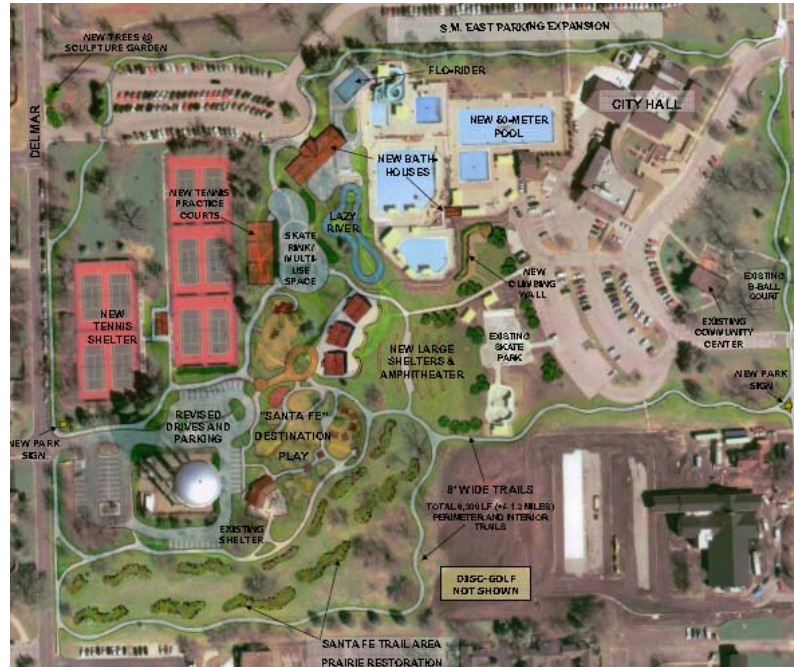 S.M. EAST PARKING EXPANSION
NEW TREES @
SCULPTURE GARDEN
FLO-RIDER
CITY HALL
NEW 50-METER
POOL
DELMAR
NEW BATH-
HOUSES
NEW TENNIS
PRACTICE
COURTS
LAZY
RIVER
SKATE
RINK/
MULTI-
USE
SPACE
NEW
CLIMBING
WALL
EXISTING
B-BALL
COURT
NEW
TENNIS
SHELTER
EXISTING
SKATE
PARK
EXISTING
COMMUNITY
CENTER
NEW LARGE
SHELTERS &
AMPHITHEATER
NEW PARK
SIGN
REVISED
DRIVES AND
PARKING
"SANTA FE"
DESTINATION
PLAY
NEW PARK
SIGN
8' WIDE TRAILS
TOTAL 6,300 LF (+/- 1.2 MILES)
PERIMETER AND INTERIOR
TRAILS
EXISTING
SHELTER
DISC-GOLF
NOT SHOWN
SANTA FE TRAIL AREA
PRAIRIE RESTORATION